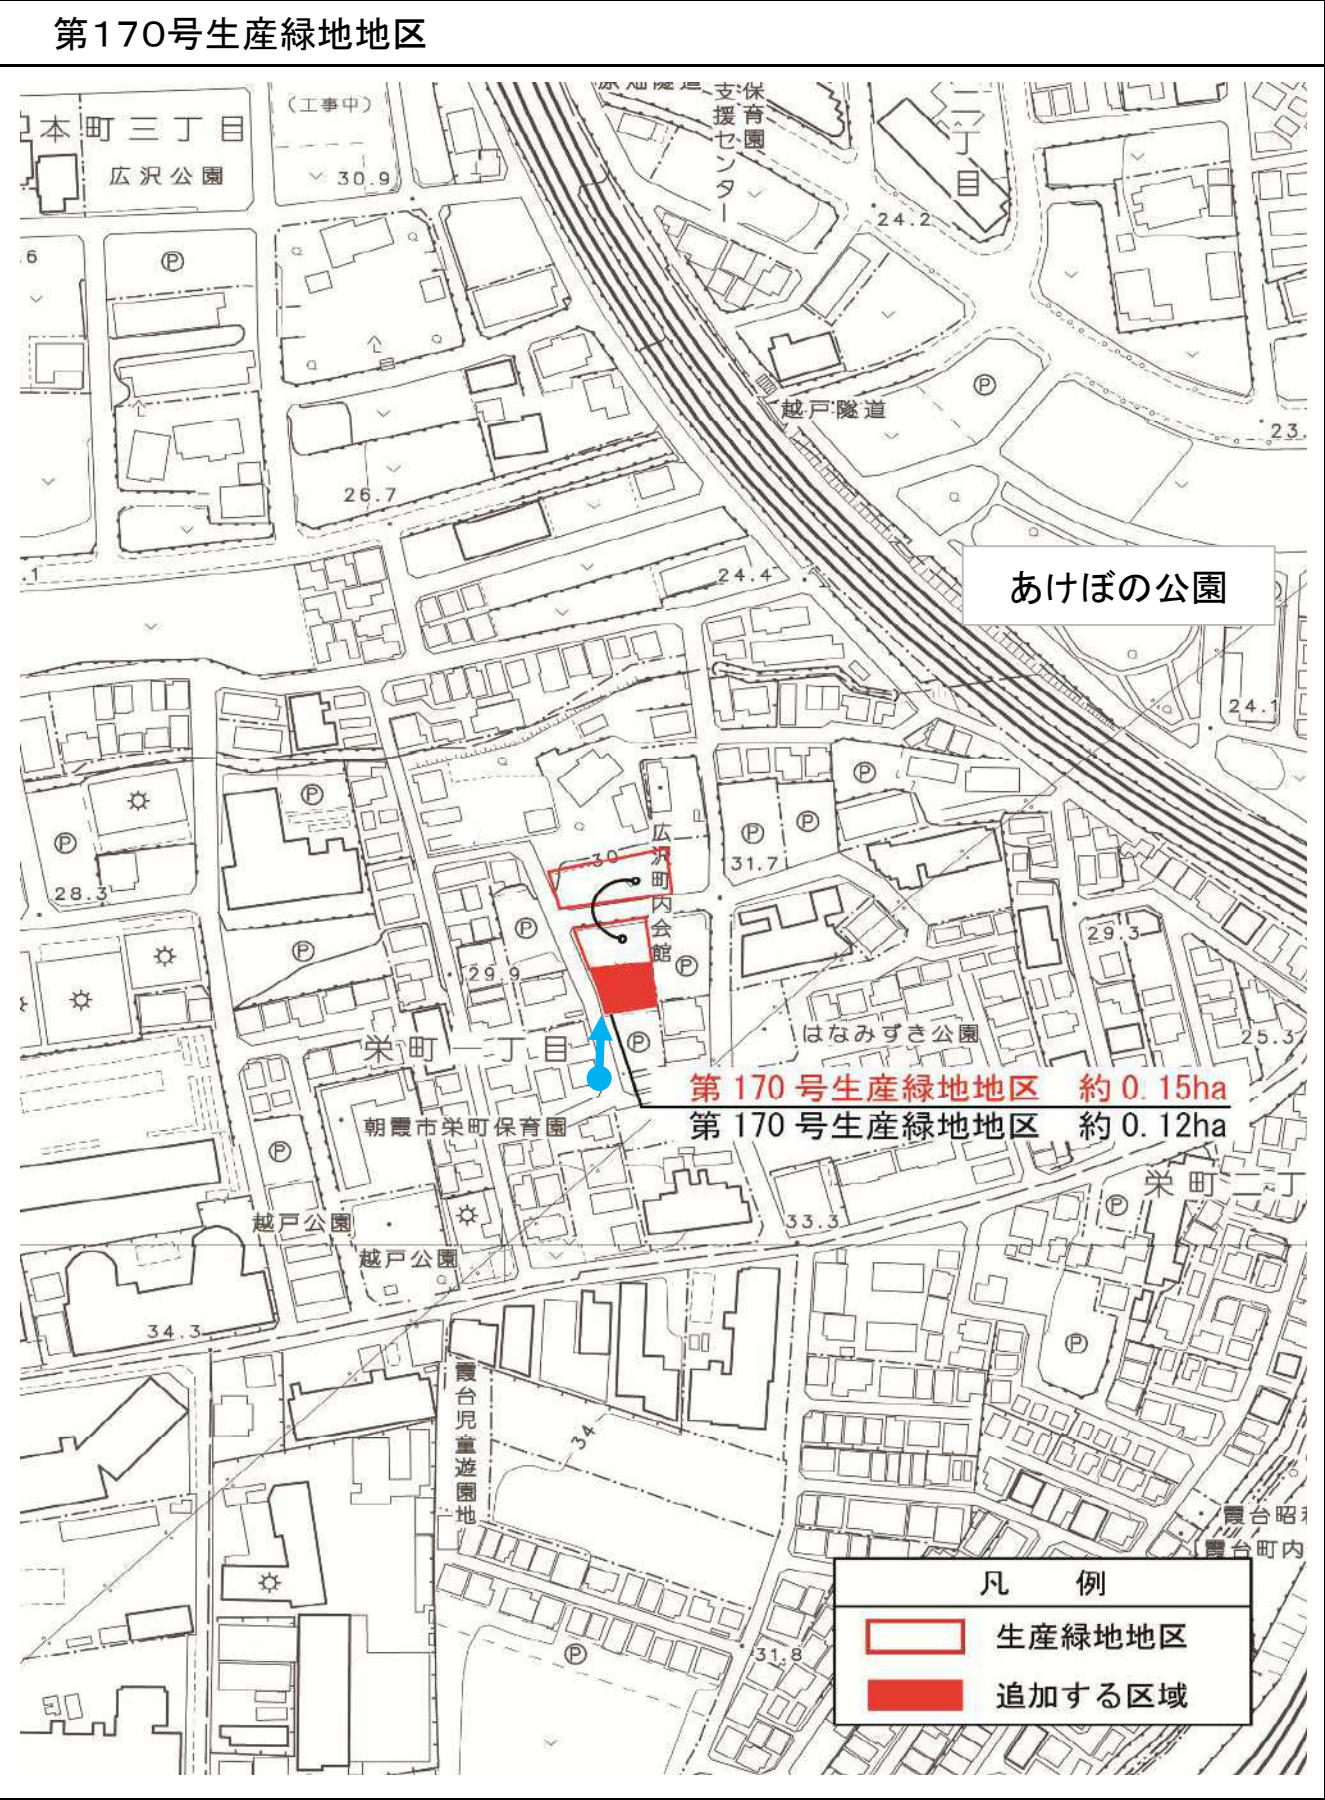 第170号生産緑地地区
(工事中)
本町三丁目
広沢公園
30.9
支援センター
保育園
二丁目
24.2
6
越戸隧道
23.
26.7
.1
24.4
あけぼの公園
24.1
広沢町内会館
30
31.7
28.3
29.9
29.3
25.3
はなみずき公園
栄町一丁目
第170号生産緑地地区 約0.15ha
第170号生産緑地地区 約0.12ha
朝霞市栄町保育園
栄町二丁
越戸公園
越戸公園
33.3
34.3
霞台児童遊園地
34
霞台昭和
霞台町内
31.8
凡 例
生産緑地地区
追加する区域